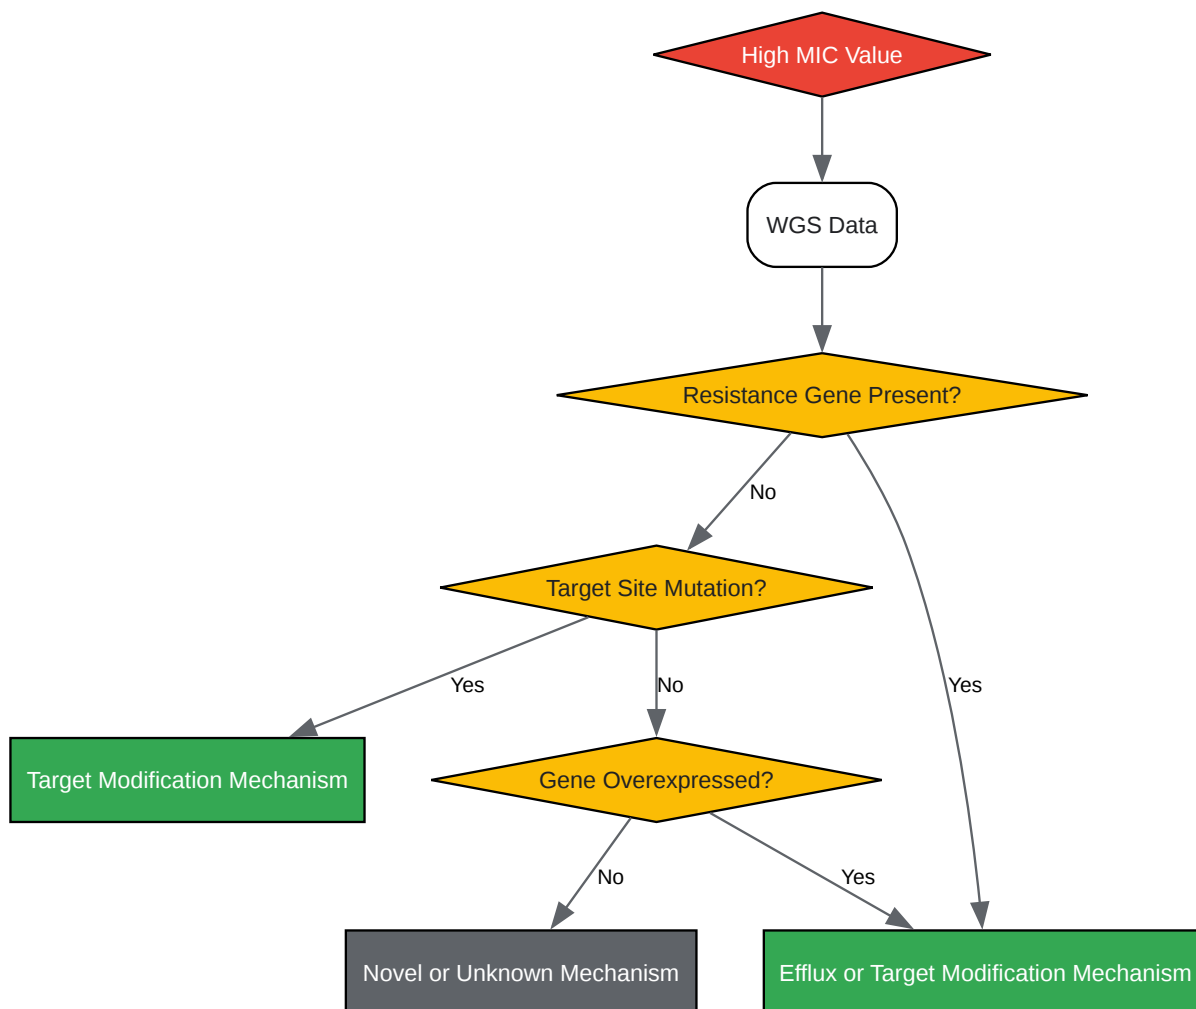 High MIC Value
WGS Data
Resistance Gene Present?
No
Target Site Mutation?
Yes
No
Yes
Target Modification Mechanism
Gene Overexpressed?
No
Yes
Novel or Unknown Mechanism
Efflux or Target Modification Mechanism